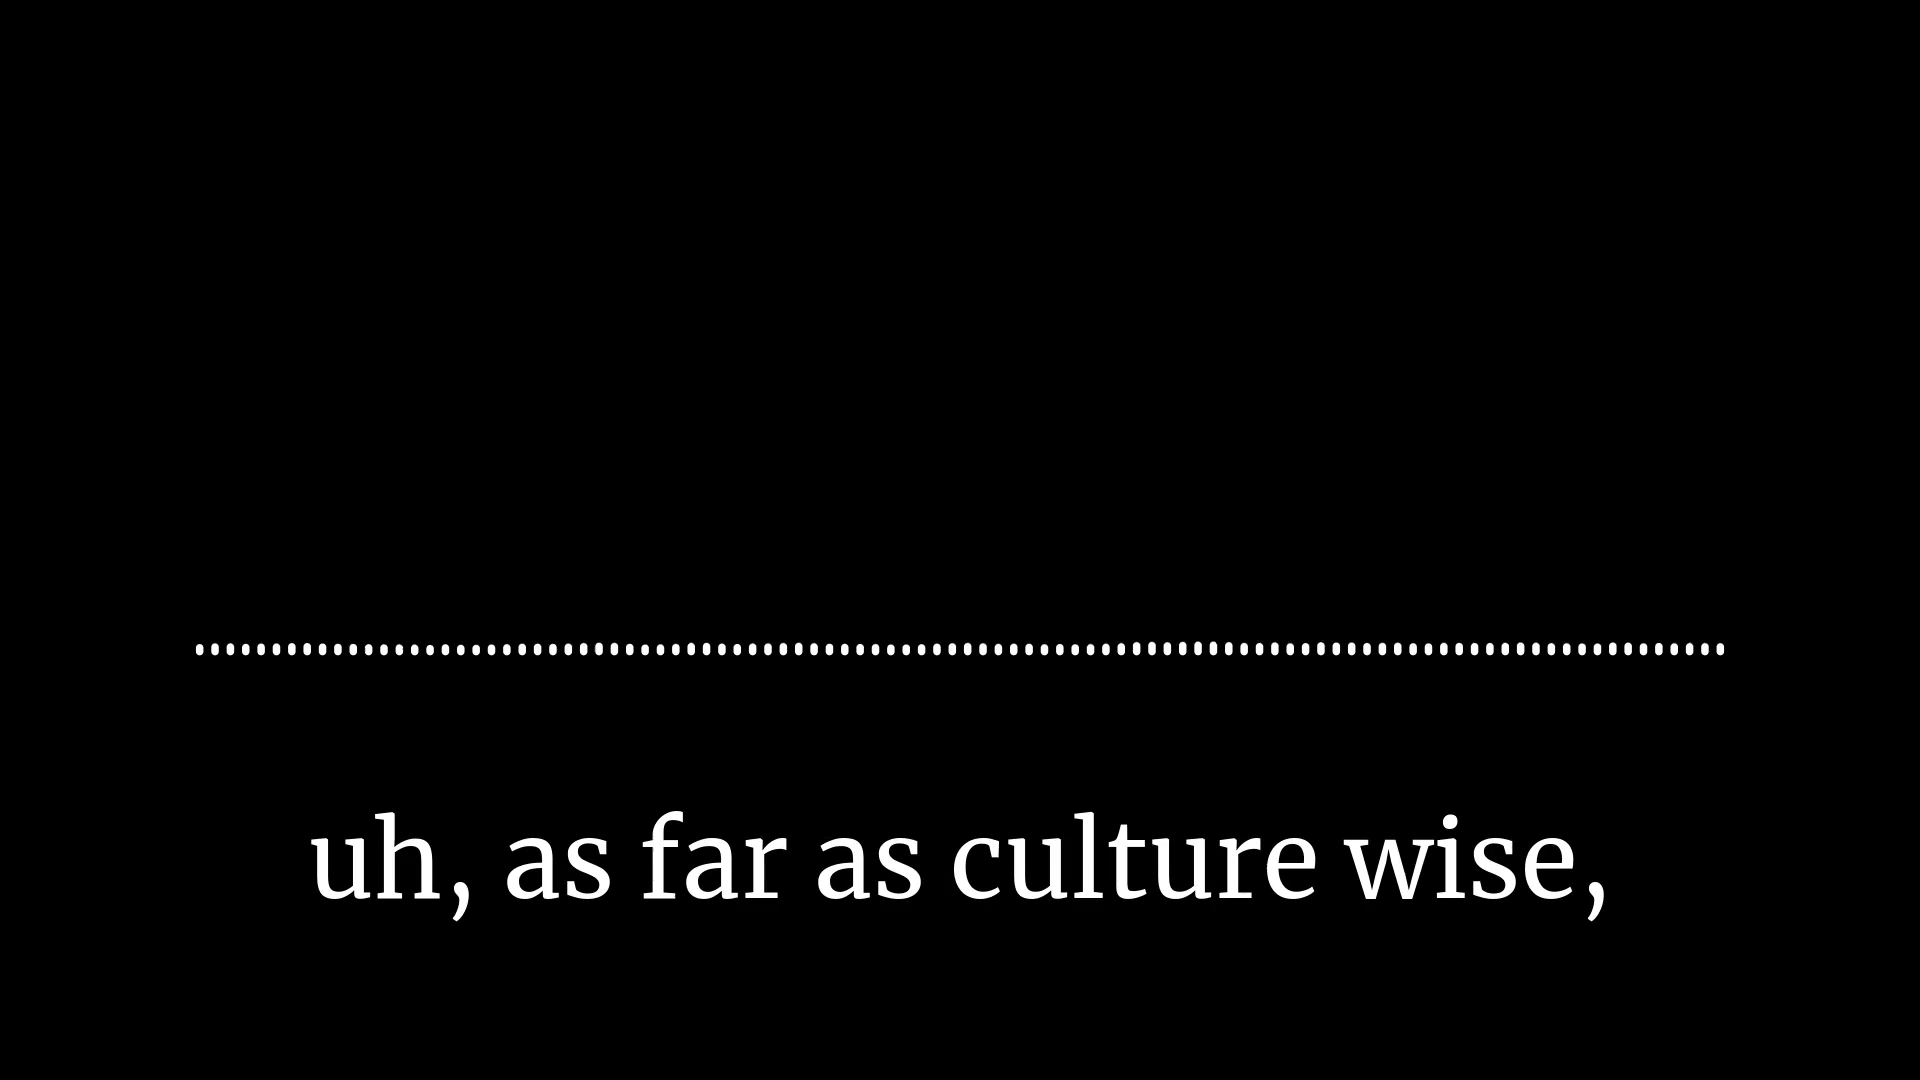 uh, as far as culture wise,